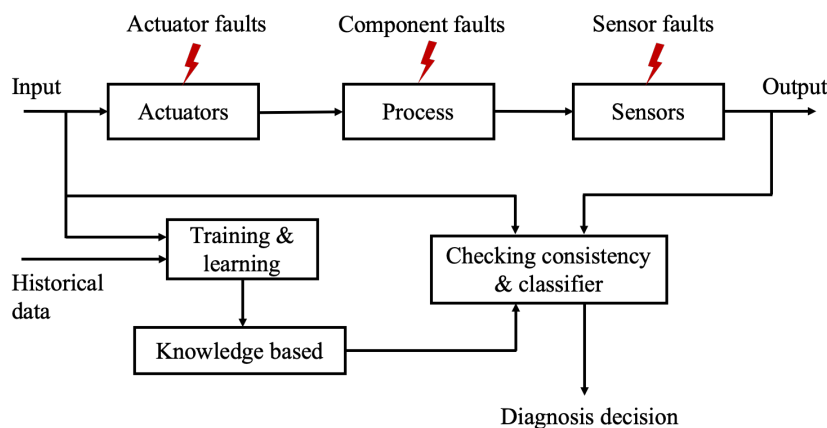 Actuator faults
Component faults
Sensor faults
Input
Output
Actuators
Process
Sensors
Training &
learning
Checking consistency
& classifier
Historical
data
Knowledge based
Diagnosis decision